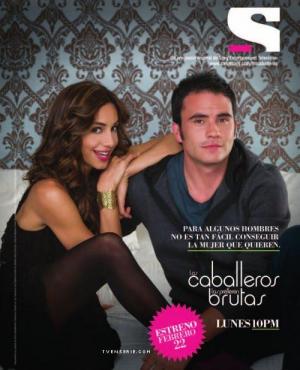 S
PARA ALGUNOS HOMBRES
NO ES TAN FÁCIL CONSEGUIR
LA MUJER QUE QUIEREN.
los
caballeros
las prefieren
brutas
ESTRENO
FEBRERO
22
LUNES 10PM
TVENSERIE.COM